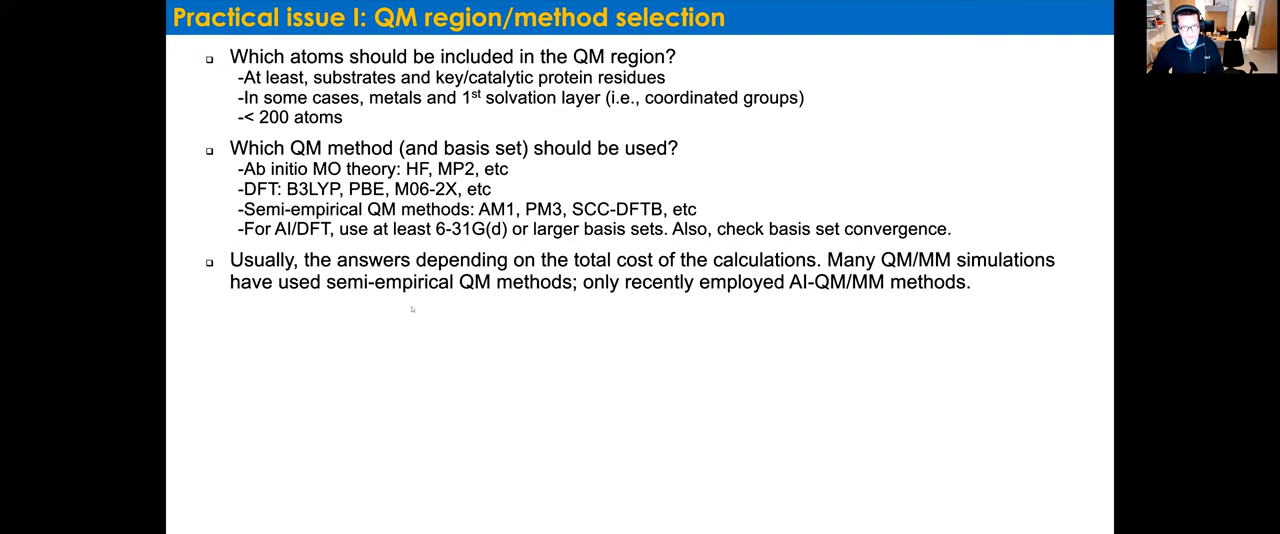 Practical issue I: QM region/method selection
Which atoms should be included in the QM region?
-At least, substrates and key/catalytic protein residues
-In some cases, metals and 1st solvation layer (i.e., coordinated groups)
-< 200 atoms
Which QM method (and basis set) should be used?
-Ab initio MO theory: HF, MP2, etc
-DFT: B3LYP, PBE, M06-2X, etc
-Semi-empirical QM methods: AM1, PM3, SCC-DFTB, etc
-For AI/DFT, use at least 6-31G(d) or larger basis sets. Also, check basis set convergence.
Usually, the answers depending on the total cost of the calculations. Many QM/MM simulations
have used semi-empirical QM methods; only recently employed AI-QM/MM methods.